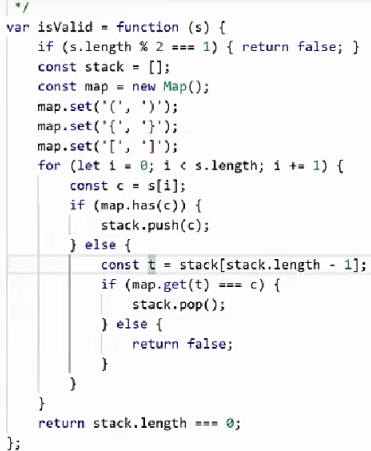 */
var isValid = function (s) {
    if (s.length % 2 === 1) { return false; }
    const stack = [];
    const map = new Map();
    map.set('(', ')');
    map.set('{', '}');
    map.set('[', ']');
    for (let i = 0; i < s.length; i += 1) {
        const c = s[i];
        if (map.has(c)) {
            stack.push(c);
        } else {
            const t = stack[stack.length - 1];
            if (map.get(t) === c) {
                stack.pop();
            } else {
                return false;
            }
        }
    }
    return stack.length === 0;
};